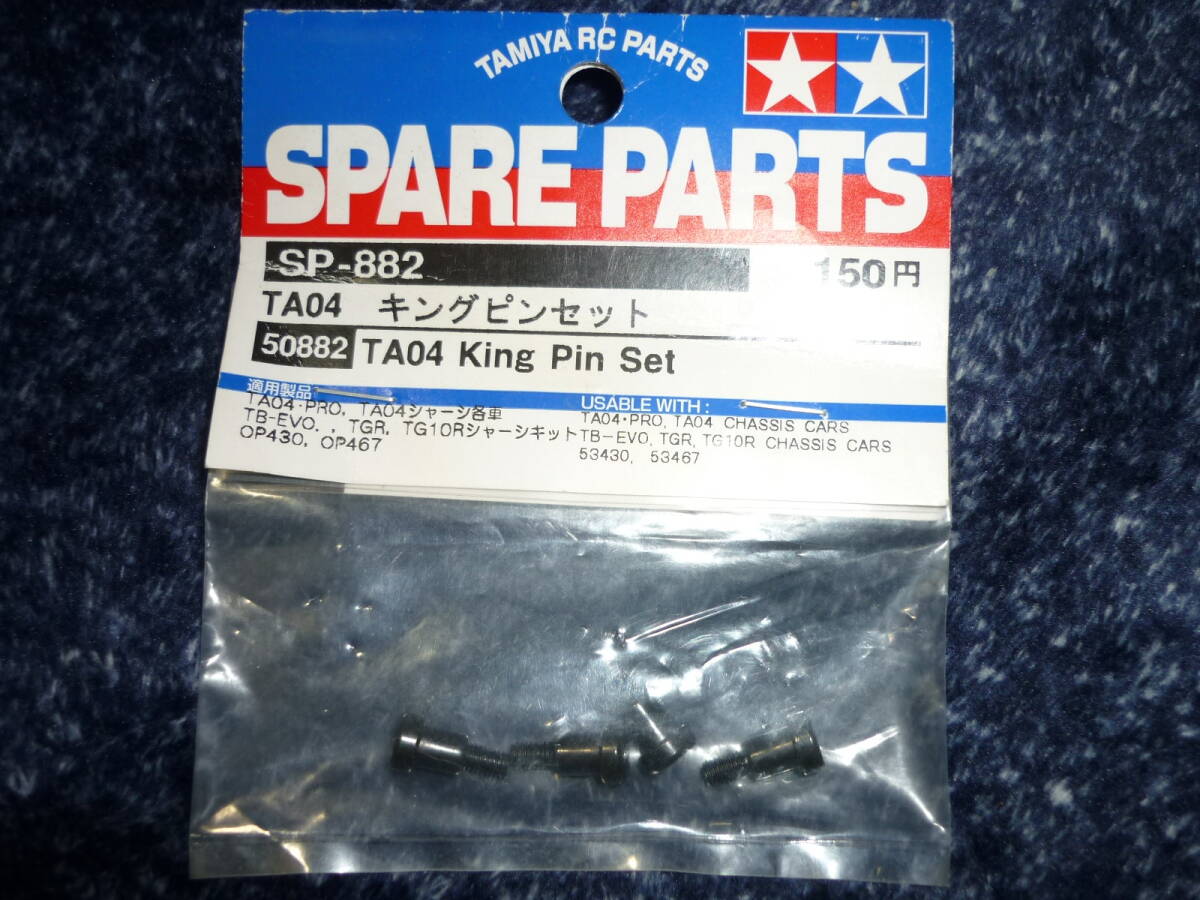 TAMIYA RC PARTS
SPARE PARTS
SP-882
150円
TA04 キングピンセット
50882 TA04 King Pin Set
適用製品
TA04・PRO, TA04シャーシ各車
TB-EVO., TGR, TG10Rシャーシキット
OP430, OP467
USABLE WITH:
TA04・PRO, TA04 CHASSIS CARS
TB-EVO, TGR, TG10R CHASSIS CARS
53430, 53467